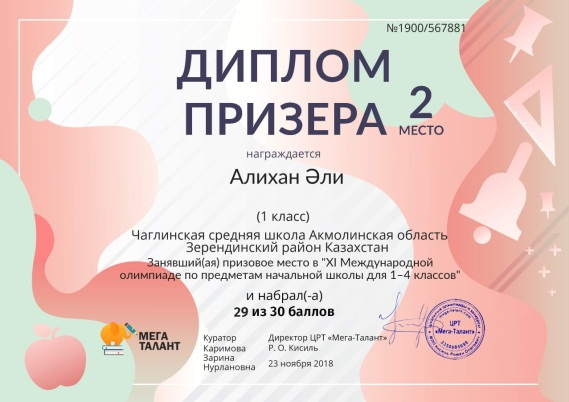 №1900/567881
ДИПЛОМ
ПРИЗЕРА
2
МЕСТО
награждается
Алихан Әли
(1 класс)
Чаглинская средняя школа Акмолинская область
Зерендинский район Казахстан
Занявший(ая) призовое место в "XI Международной
олимпиаде по предметам начальной школы для 1–4 классов"
и набрал(-а)
29 из 30 баллов
МЕГА
ТАЛАНТ
Куратор
Каримова
Зарина
Нурлановна
Директор ЦРТ «Мега-Талант»
Р. О. Кисиль
23 ноября 2018
ЦРТ
«Мега-Талант»